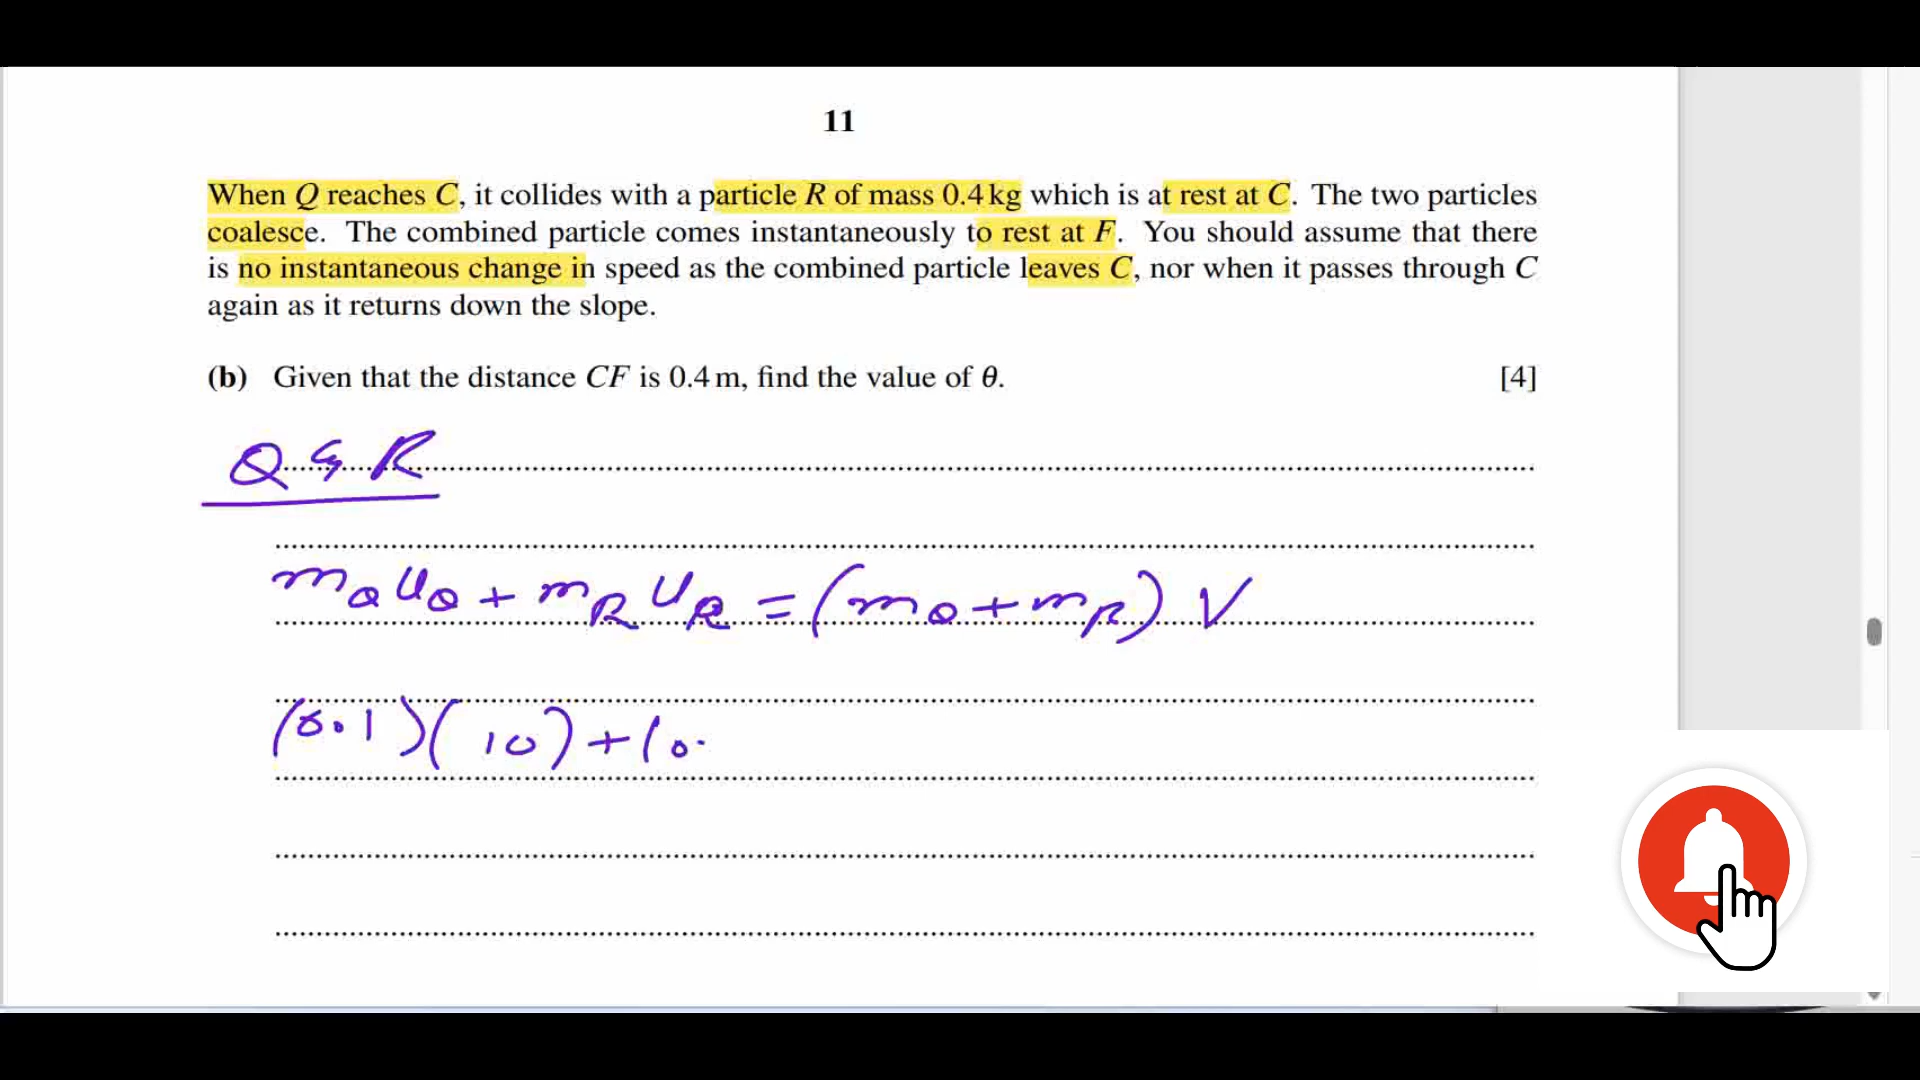 11
When Q reaches C, it collides with a particle R of mass 0.4 kg which is at rest at C. The two particles
coalesce. The combined particle comes instantaneously to rest at F. You should assume that there
is no instantaneous change in speed as the combined particle leaves C, nor when it passes through C
again as it returns down the slope.
(b) Given that the distance CF is 0.4 m, find the value of θ. [4]
Q & R
m_Q u_Q + m_R u_R = (m_Q + m_R) V
(0.1)(10) + (0.